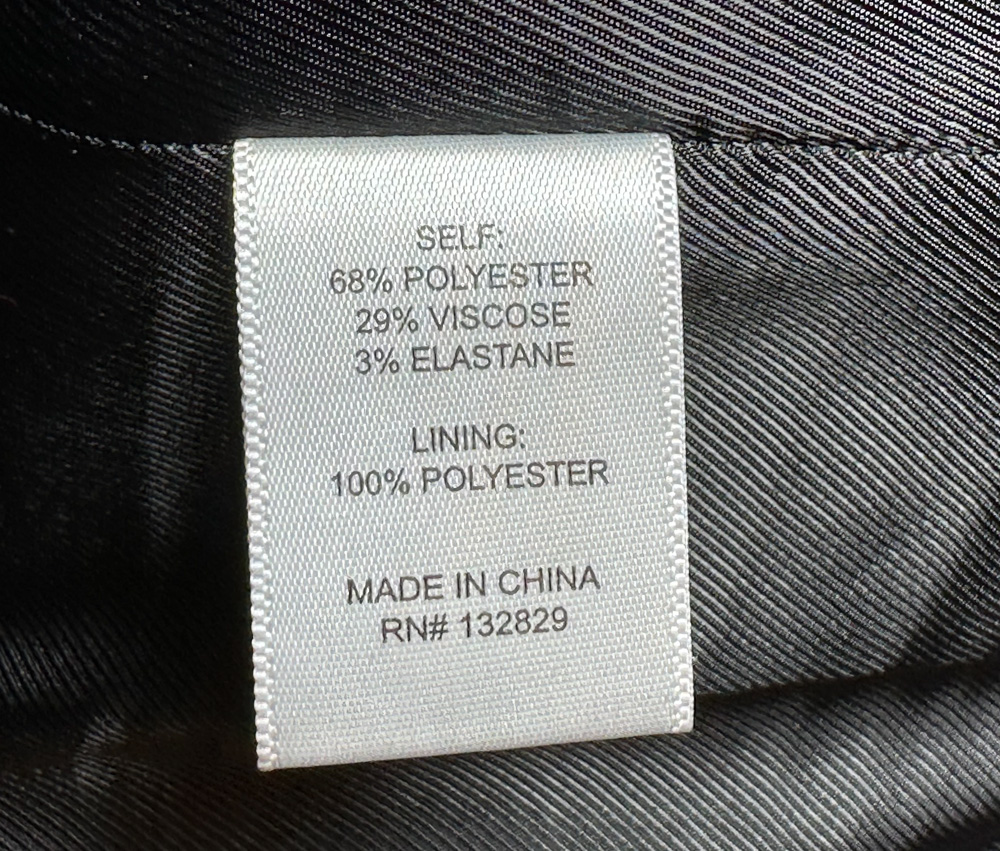 SELF:
68% POLYESTER
29% VISCOSE
3% ELASTANE
LINING:
100% POLYESTER
MADE IN CHINA
RN# 132829